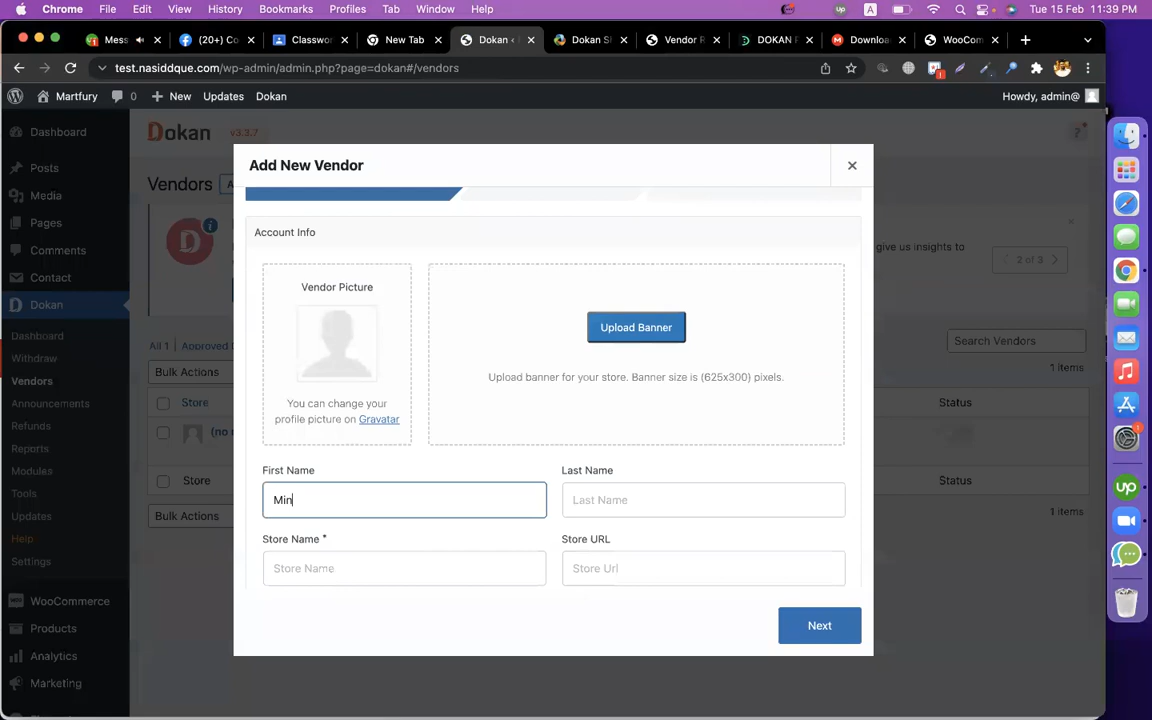 Chrome File Edit View History Bookmarks Profiles Tab Window Help A Tue 15 Feb 11:39 PM
Mess (20+) Co Classwor New Tab Dokan ‹ Dokan S Vendor R DOKAN P Downloa WooCom
test.nasiddque.com/wp-admin/admin.php?page=dokan#/vendors
Martfury 0 New Updates Dokan Howdy, admin@
Dashboard
Posts
Media
Pages
Comments
Contact
Dokan
Dashboard
Withdraw
Vendors
Announcements
Refunds
Reports
Modules
Tools
Updates
Help
Settings
WooCommerce
Products
Analytics
Marketing
Dokan v3.3.7 ?
Vendors
give us insights to
2 of 3
All 1 Approved
Search Vendors
Bulk Actions
1 items
Store Status
(no
Store Status
Bulk Actions
1 items
Add New Vendor
Account Info
Vendor Picture
You can change your
profile picture on Gravatar
Upload Banner
Upload banner for your store. Banner size is (625x300) pixels.
First Name Last Name
Min Last Name
Store Name * Store URL
Store Name Store Url
Next
up